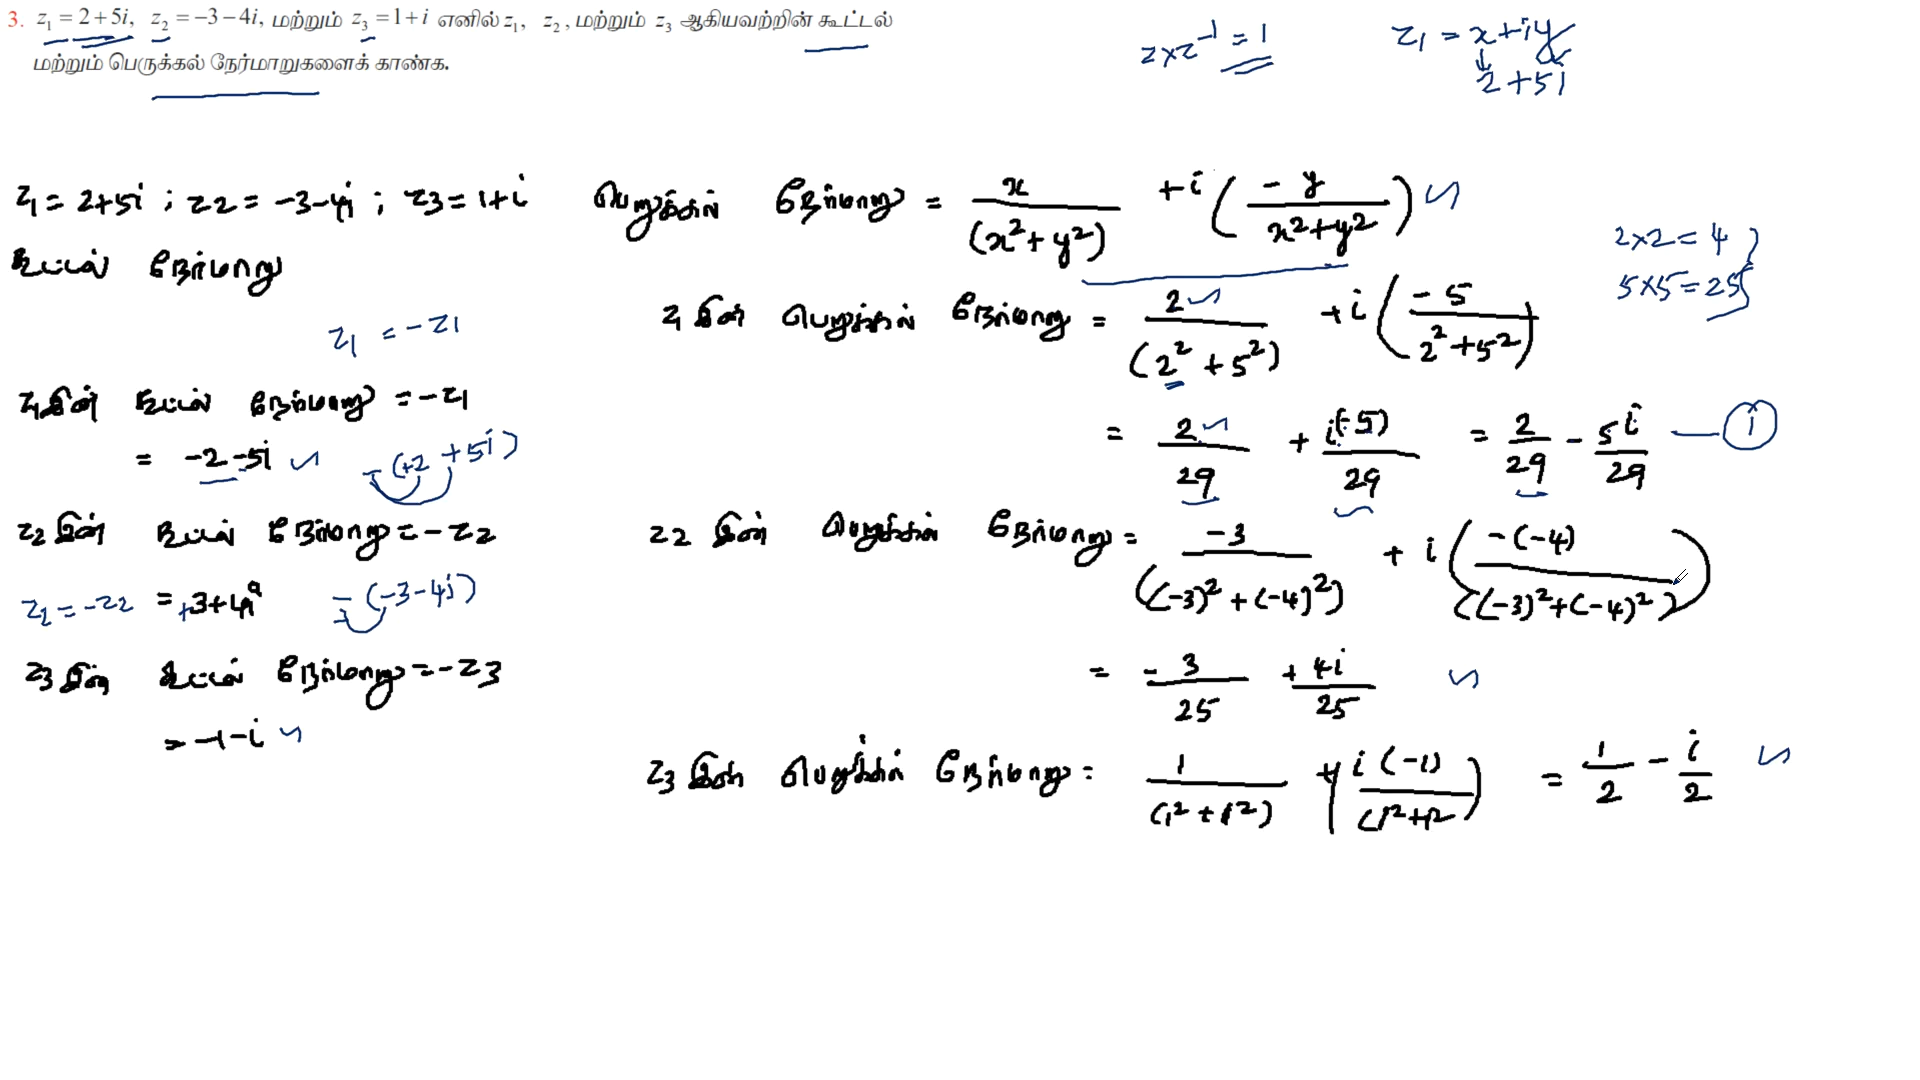 3. z₁ = 2+5i, z₂ = −3−4i, மற்றும் z₃ = 1+i எனில் z₁, z₂, மற்றும் z₃ ஆகியவற்றின் கூட்டல்
மற்றும் பெருக்கல் நேர்மாறுகளைக் காண்க.
z×z⁻¹ = 1
z₁ = x+iy
2+5i
z₁ = 2+5i ; z2 = -3-4i ; z3 = 1+i
கூட்டல் நேர்மாறு
z₁ = -z₁
z₁ இன் கூட்டல் நேர்மாறு = -z₁
= -2-5i
-(+2+5i)
z₂ இன் கூட்டல் நேர்மாறு = -z₂
z₂ = -z₂ = +3+4i
-(-3-4i)
z3 இன் கூட்டல் நேர்மாறு = -z3
= -1-i
பெருக்கல் நேர்மாறு = x/(x²+y²) + i(-y/(x²+y²))
2×2 = 4
5×5 = 25
z₁ இன் பெருக்கல் நேர்மாறு = 2/(2²+5²) + i(-5/(2²+5²))
= 2/29 + i(-5)/29 = 2/29 - 5i/29 — (i)
z2 இன் பெருக்கல் நேர்மாறு = -3/((-3)²+(-4)²) + i(-(-4)/((-3)²+(-4)²))
= -3/25 + 4i/25
z3 இன் பெருக்கல் நேர்மாறு = 1/(1²+1²) + (i(-1)/(1²+1²)) = 1/2 - i/2